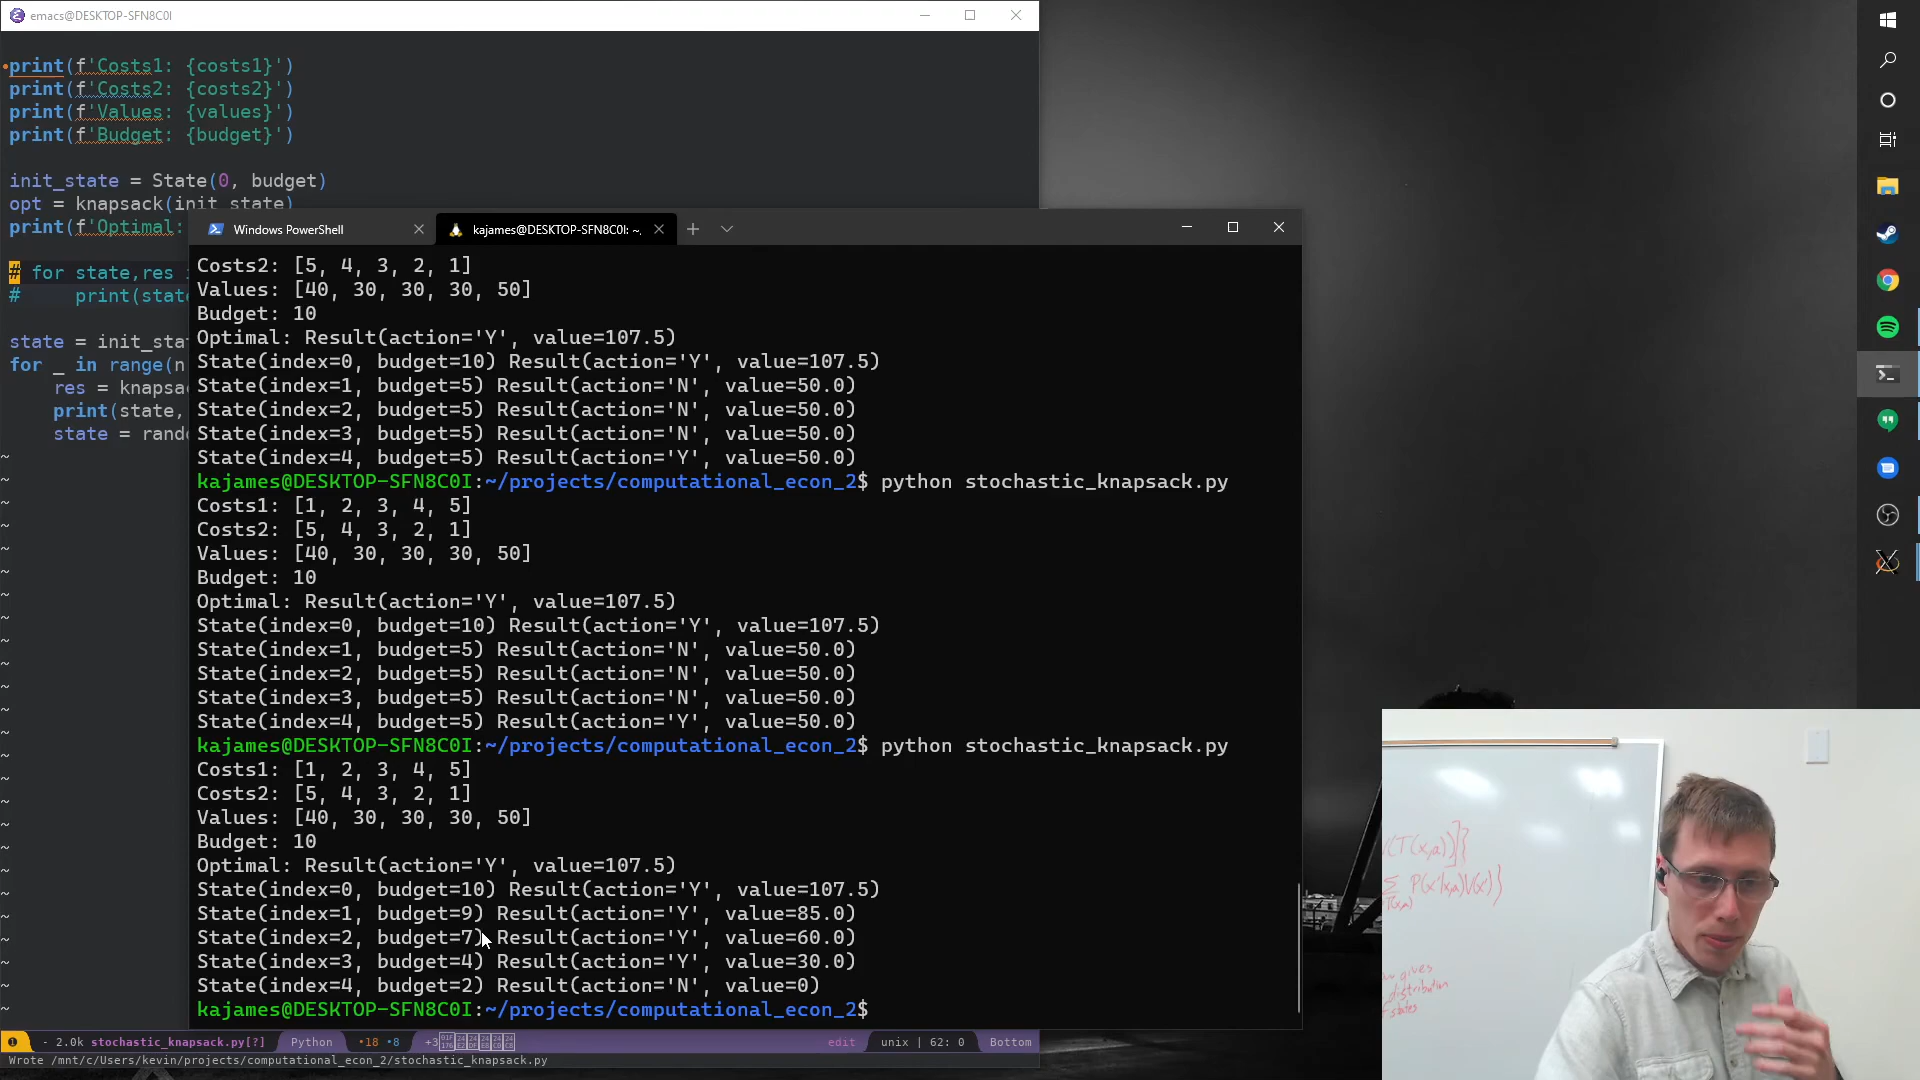 emacs@DESKTOP-SFN8C0I
print(f'Costs1: {costs1}')
print(f'Costs2: {costs2}')
print(f'Values: {values}')
print(f'Budget: {budget}')
init_state = State(0, budget)
opt = knapsack(init_state)
print(f'Optimal:
# for state,res
#     print(state
state = init_stat
for _ in range(n
res = knapsac
print(state,
state = rand
Windows PowerShell
kajames@DESKTOP-SFN8C0I: ~,
Costs2: [5, 4, 3, 2, 1]
Values: [40, 30, 30, 30, 50]
Budget: 10
Optimal: Result(action='Y', value=107.5)
State(index=0, budget=10) Result(action='Y', value=107.5)
State(index=1, budget=5) Result(action='N', value=50.0)
State(index=2, budget=5) Result(action='N', value=50.0)
State(index=3, budget=5) Result(action='N', value=50.0)
State(index=4, budget=5) Result(action='Y', value=50.0)
kajames@DESKTOP-SFN8C0I:~/projects/computational_econ_2$ python stochastic_knapsack.py
Costs1: [1, 2, 3, 4, 5]
Costs2: [5, 4, 3, 2, 1]
Values: [40, 30, 30, 30, 50]
Budget: 10
Optimal: Result(action='Y', value=107.5)
State(index=0, budget=10) Result(action='Y', value=107.5)
State(index=1, budget=5) Result(action='N', value=50.0)
State(index=2, budget=5) Result(action='N', value=50.0)
State(index=3, budget=5) Result(action='N', value=50.0)
State(index=4, budget=5) Result(action='Y', value=50.0)
kajames@DESKTOP-SFN8C0I:~/projects/computational_econ_2$ python stochastic_knapsack.py
Costs1: [1, 2, 3, 4, 5]
Costs2: [5, 4, 3, 2, 1]
Values: [40, 30, 30, 30, 50]
Budget: 10
Optimal: Result(action='Y', value=107.5)
State(index=0, budget=10) Result(action='Y', value=107.5)
State(index=1, budget=9) Result(action='Y', value=85.0)
State(index=2, budget=7) Result(action='Y', value=60.0)
State(index=3, budget=4) Result(action='Y', value=30.0)
State(index=4, budget=2) Result(action='N', value=0)
kajames@DESKTOP-SFN8C0I:~/projects/computational_econ_2$
- 2.0k stochastic_knapsack.py[?] Python •18 •8 +3 edit unix | 62: 0 Bottom
Wrote /mnt/c/Users/kevin/projects/computational_econ_2/stochastic_knapsack.py
V(T(x,a))]}
Σ P(x'|x,a)V(x')}
gives
distribution
states